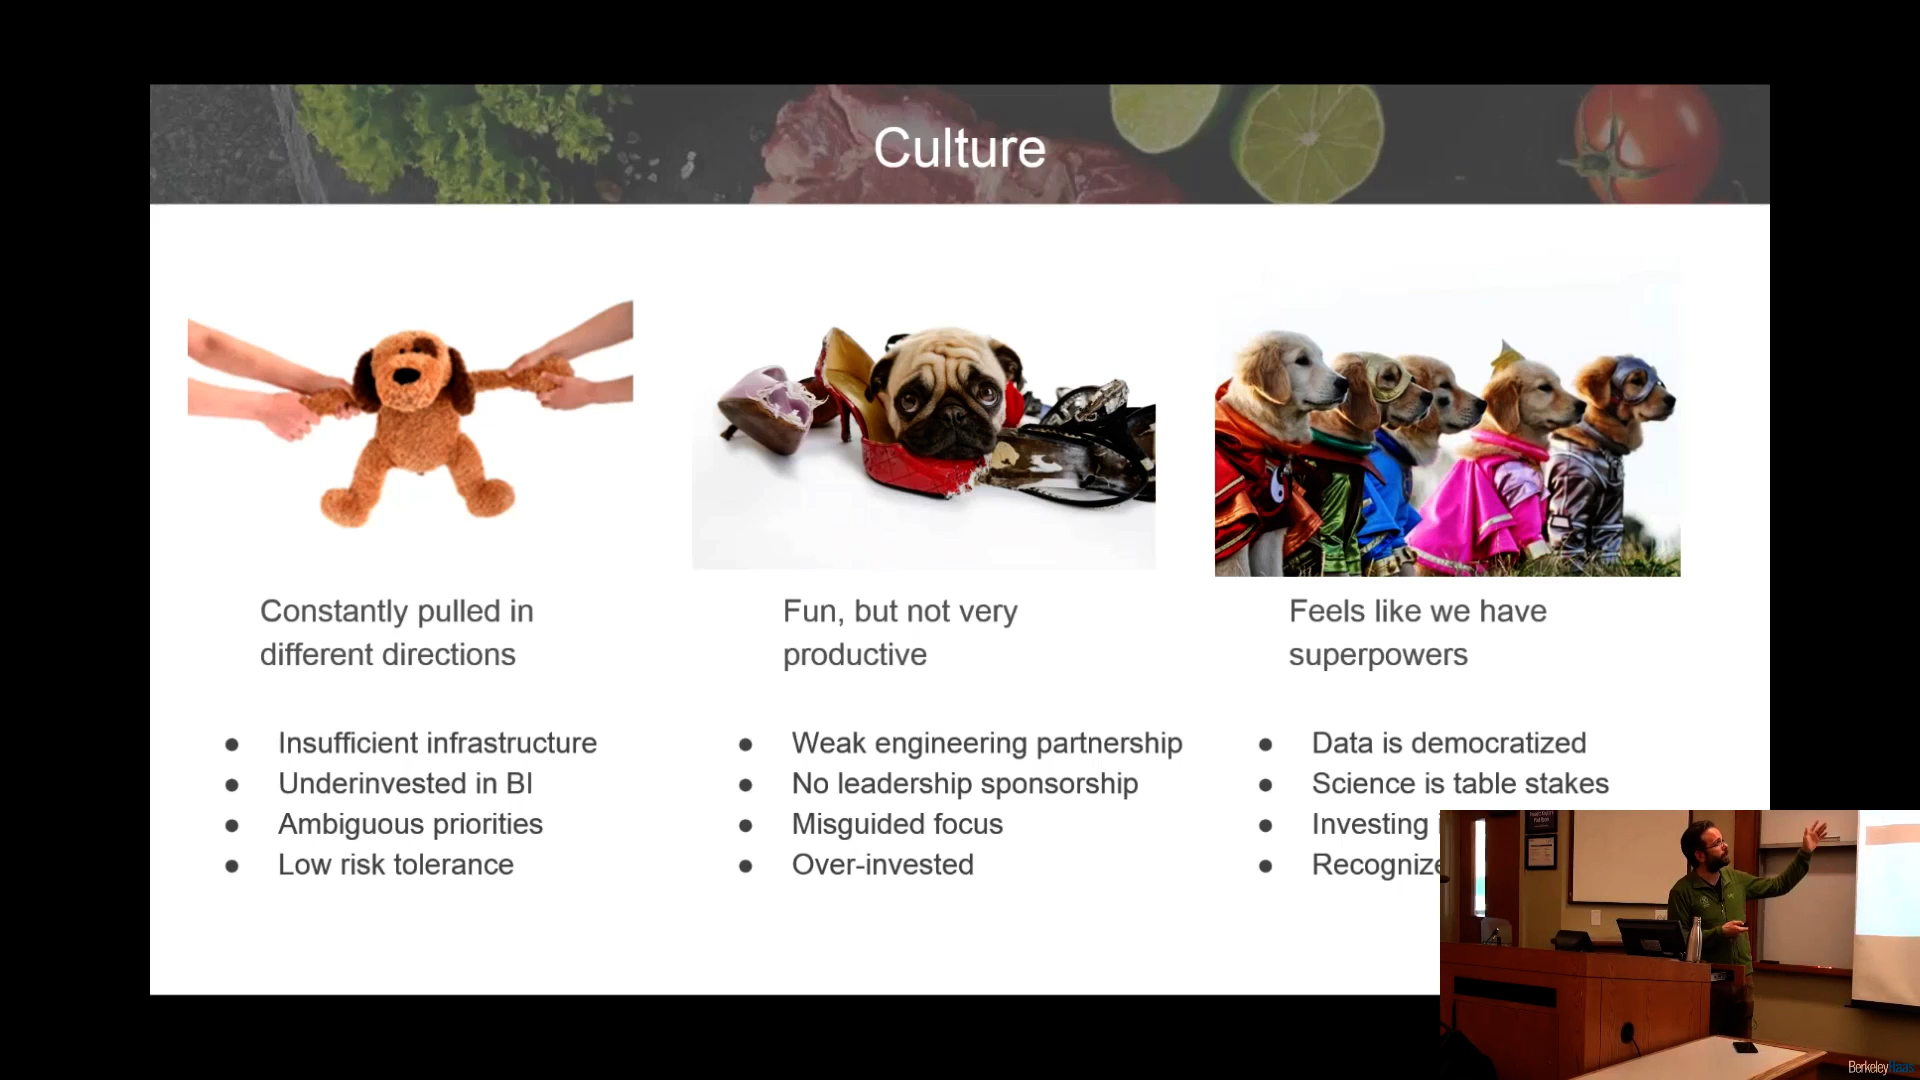 Culture
Constantly pulled in
different directions
● Insufficient infrastructure
● Underinvested in BI
● Ambiguous priorities
● Low risk tolerance
Fun, but not very
productive
● Weak engineering partnership
● No leadership sponsorship
● Misguided focus
● Over-invested
Feels like we have
superpowers
● Data is democratized
● Science is table stakes
● Investing
● Recognize
BerkeleyHaas